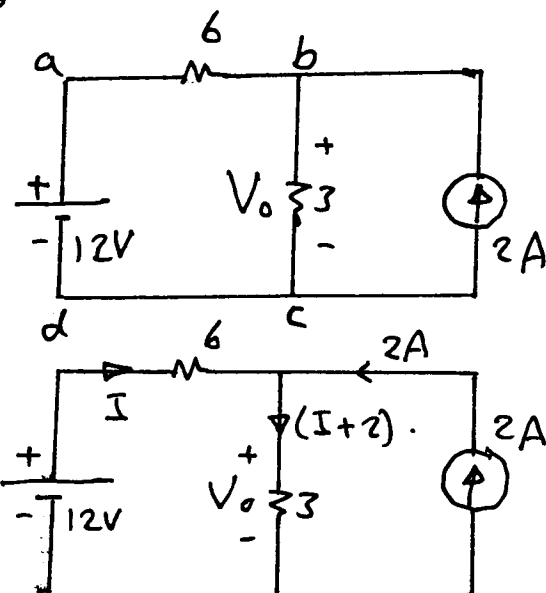 6
a b
+
+ V₀ 3
- 12V - 2A
d c
6 2A
I (I+2). 2A
+ +
V₀ 3
- 12V -